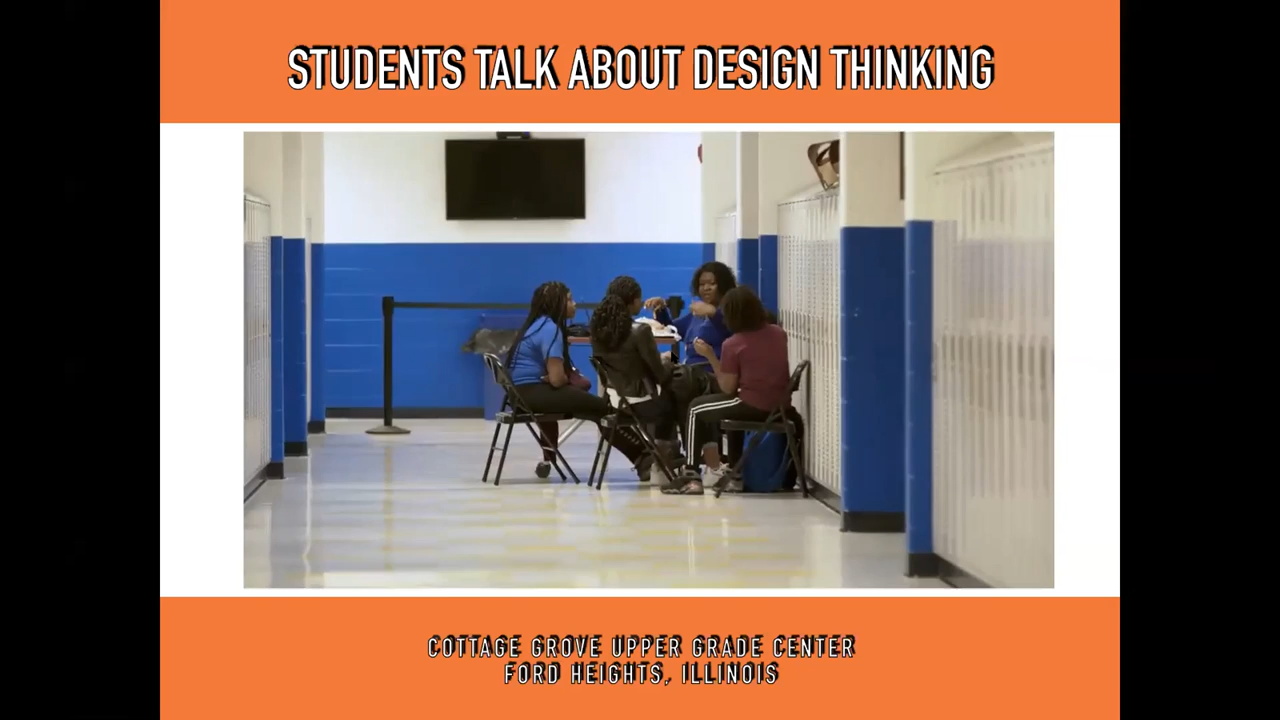 STUDENTS TALK ABOUT DESIGN THINKING
COTTAGE GROVE UPPER GRADE CENTER
FORD HEIGHTS, ILLINOIS